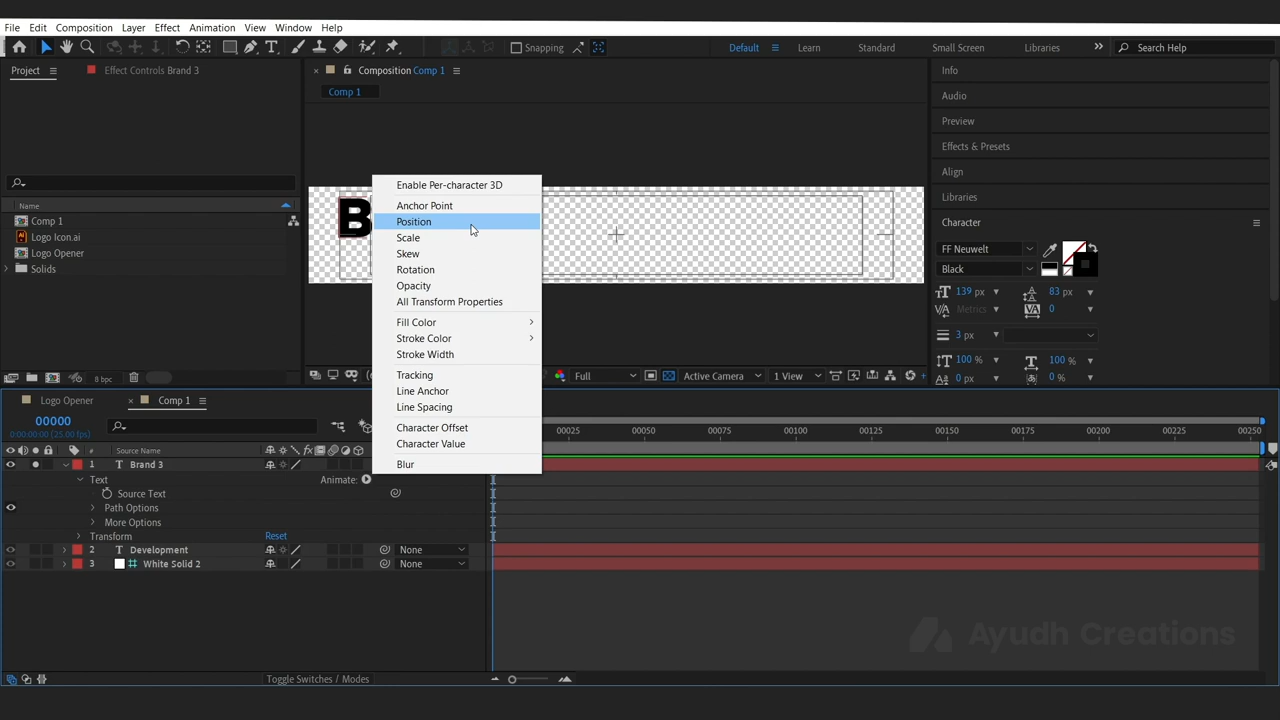 File Edit Composition Layer Effect Animation View Window Help
Snapping Default Learn Standard Small Screen Libraries Search Help
Project Effect Controls Brand 3 Composition Comp 1 Info
Comp 1 Audio
Preview
Effects & Presets
Align
Libraries
Name
Comp 1
Logo Icon.ai
Logo Opener
Solids
B
Enable Per-character 3D
Anchor Point
Position
Scale
Skew
Rotation
Opacity
All Transform Properties
Fill Color
Stroke Color
Stroke Width
Tracking
Line Anchor
Line Spacing
Character Offset
Character Value
Blur
Character
FF Neuwelt
Black
139 px 83 px
Metrics 0
3 px
100 % 100 %
0 px 0 %
8 bpc Full Active Camera 1 View
Logo Opener Comp 1
00000
0:00:00:00 (25.00 fps)
00025 00050 00075 00100 00125 00150 00175 00200 00225 00250
# Source Name
1 T Brand 3
Text Animate:
Source Text
Path Options
More Options
Transform Reset
2 T Development None
3 White Solid 2 None
Toggle Switches / Modes
Ayudh Creations